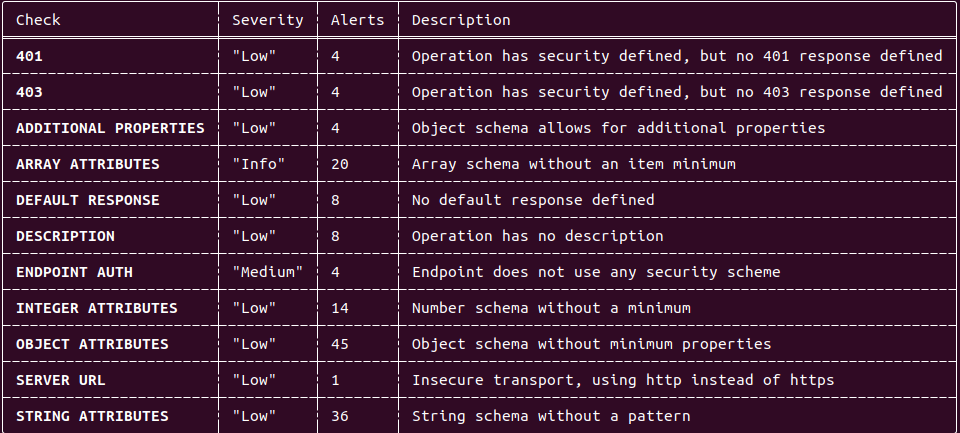 Check Severity Alerts Description
401 "Low" 4 Operation has security defined, but no 401 response defined
403 "Low" 4 Operation has security defined, but no 403 response defined
ADDITIONAL PROPERTIES "Low" 4 Object schema allows for additional properties
ARRAY ATTRIBUTES "Info" 20 Array schema without an item minimum
DEFAULT RESPONSE "Low" 8 No default response defined
DESCRIPTION "Low" 8 Operation has no description
ENDPOINT AUTH "Medium" 4 Endpoint does not use any security scheme
INTEGER ATTRIBUTES "Low" 14 Number schema without a minimum
OBJECT ATTRIBUTES "Low" 45 Object schema without minimum properties
SERVER URL "Low" 1 Insecure transport, using http instead of https
STRING ATTRIBUTES "Low" 36 String schema without a pattern